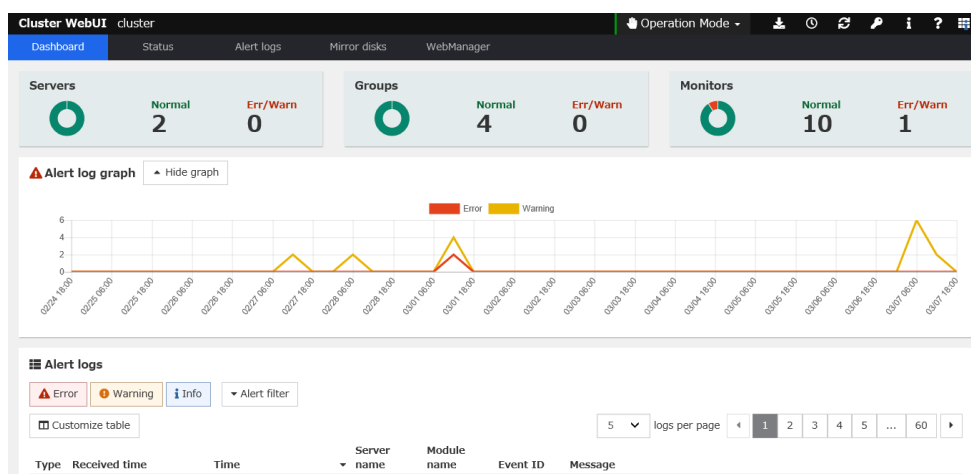 Cluster WebUI cluster Operation Mode
Dashboard Status Alert logs Mirror disks WebManager
Servers
Normal Err/Warn
2 0
Groups
Normal Err/Warn
4 0
Monitors
Normal Err/Warn
10 1
Alert log graph Hide graph
Error Warning
6
4
2
0
02/24 18:00 02/25 06:00 02/25 18:00 02/26 06:00 02/26 18:00 02/27 06:00 02/27 18:00 02/28 06:00 02/28 18:00 03/01 06:00 03/01 18:00 03/02 06:00 03/02 18:00 03/03 06:00 03/03 18:00 03/04 06:00 03/04 18:00 03/05 06:00 03/05 18:00 03/06 06:00 03/06 18:00 03/07 06:00 03/07 18:00
Alert logs
Error Warning Info Alert filter
Customize table 5 logs per page 1 2 3 4 5 ... 60
Type Received time Time Server name Module name Event ID Message